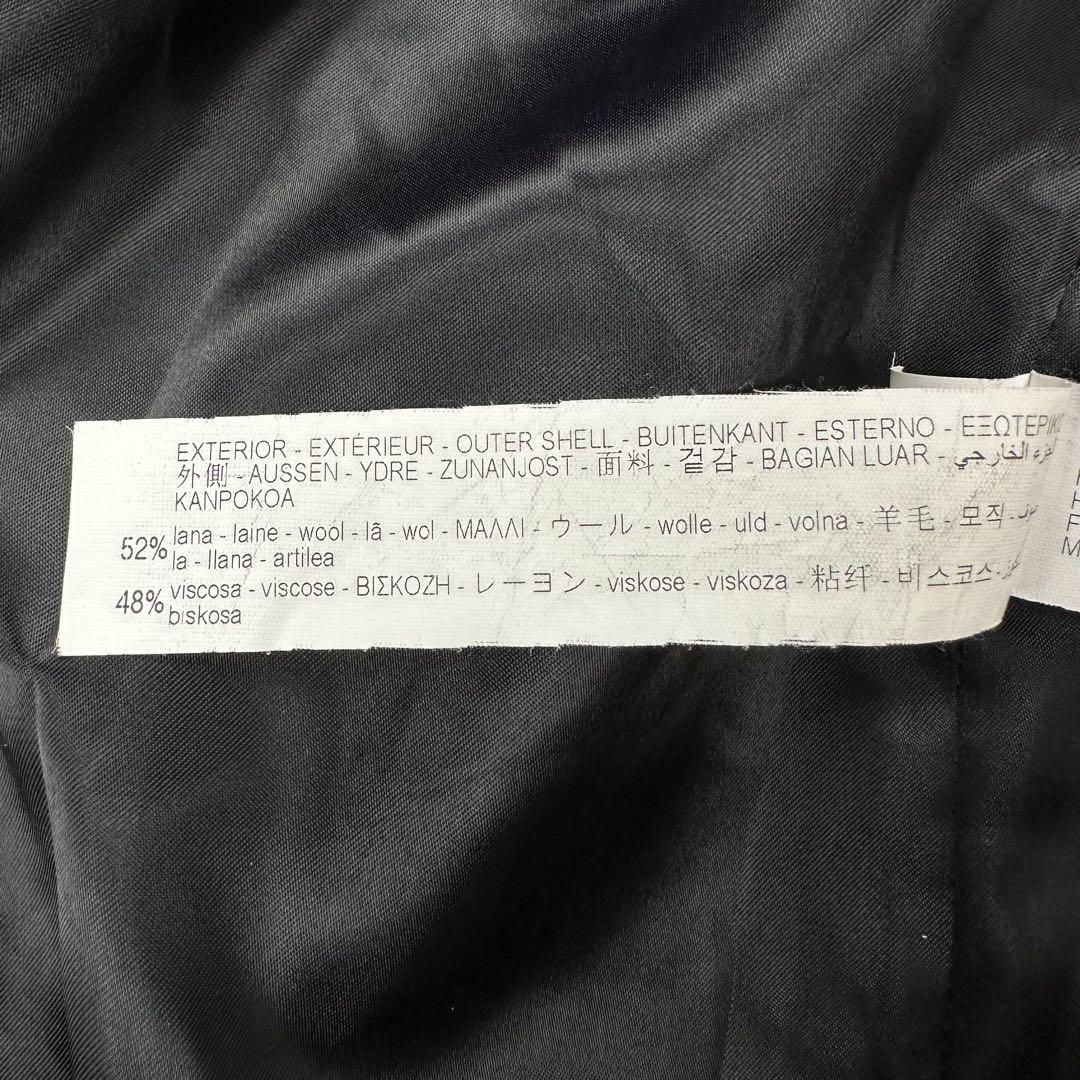 EXTERIOR - EXTÉRIEUR - OUTER SHELL - BUITENKANT - ESTERNO - ΕΞΩΤΕΡΙΚ
外側 - AUSSEN - YDRE - ZUNANJOST - 面料 - 겉감 - BAGIAN LUAR - الخارجي
KANPOKOA
52% lana - laine - wool - lã - wol - ΜΑΛΛΙ - ウール - wolle - uld - volna - 羊毛 - 모직 -
la - llana - artilea
48% viscosa - viscose - ΒΙΣΚΟΖΗ - レーヨン - viskose - viskoza - 粘纤 - 비스코스 -
biskosa